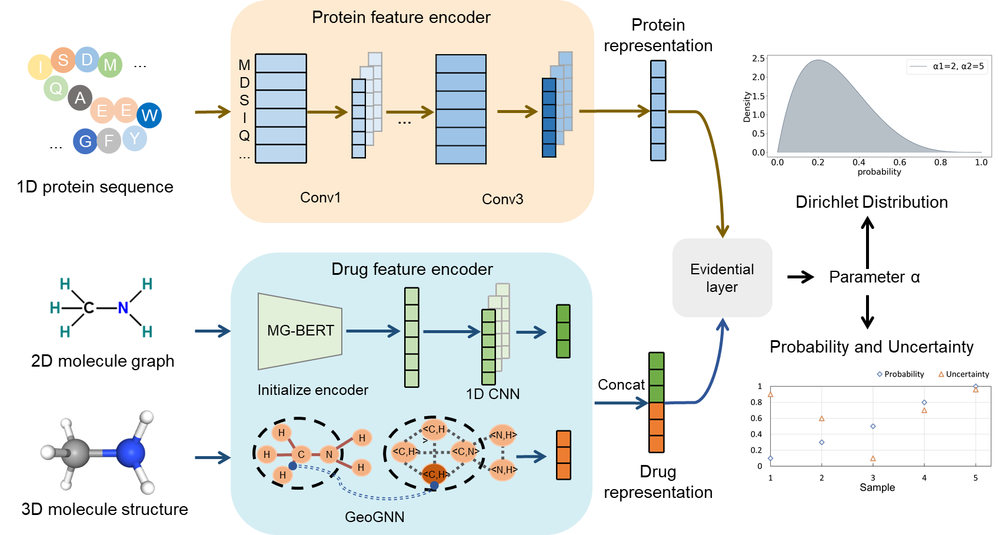 Protein feature encoder
I S D M ...
Q A E E W
... G F Y
1D protein sequence
M
D
S
I
Q
...
...
Conv1
Conv3
Protein
representation
2.5
2.0
1.5
1.0
0.5
0.0
Density
α1=2, α2=5
0.0 0.2 0.4 0.6 0.8 1.0
probability
Dirichlet Distribution
Evidential
layer
Parameter α
Probability and Uncertainty
Probability Uncertainty
1
0.8
0.6
0.4
0.2
0
1 2 3 4 5
Sample
Drug feature encoder
H H
H C N
H H
2D molecule graph
MG-BERT
Initialize encoder
1D CNN
Concat
Drug
representation
3D molecule structure
H
H C N H
H H
<C,H
>
<C,H> <C,N> <N,H>
<C,H> <N,H>
GeoGNN